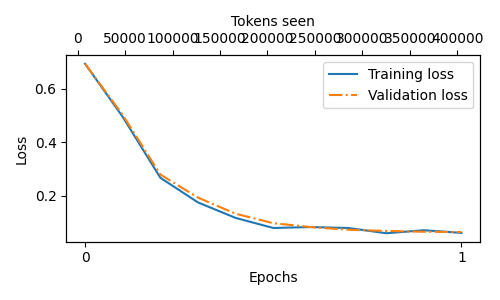 Tokens seen
0 50000 100000 150000 200000 250000 300000 350000 400000
Training loss
Validation loss
0.6
0.4
0.2
Loss
0 1
Epochs